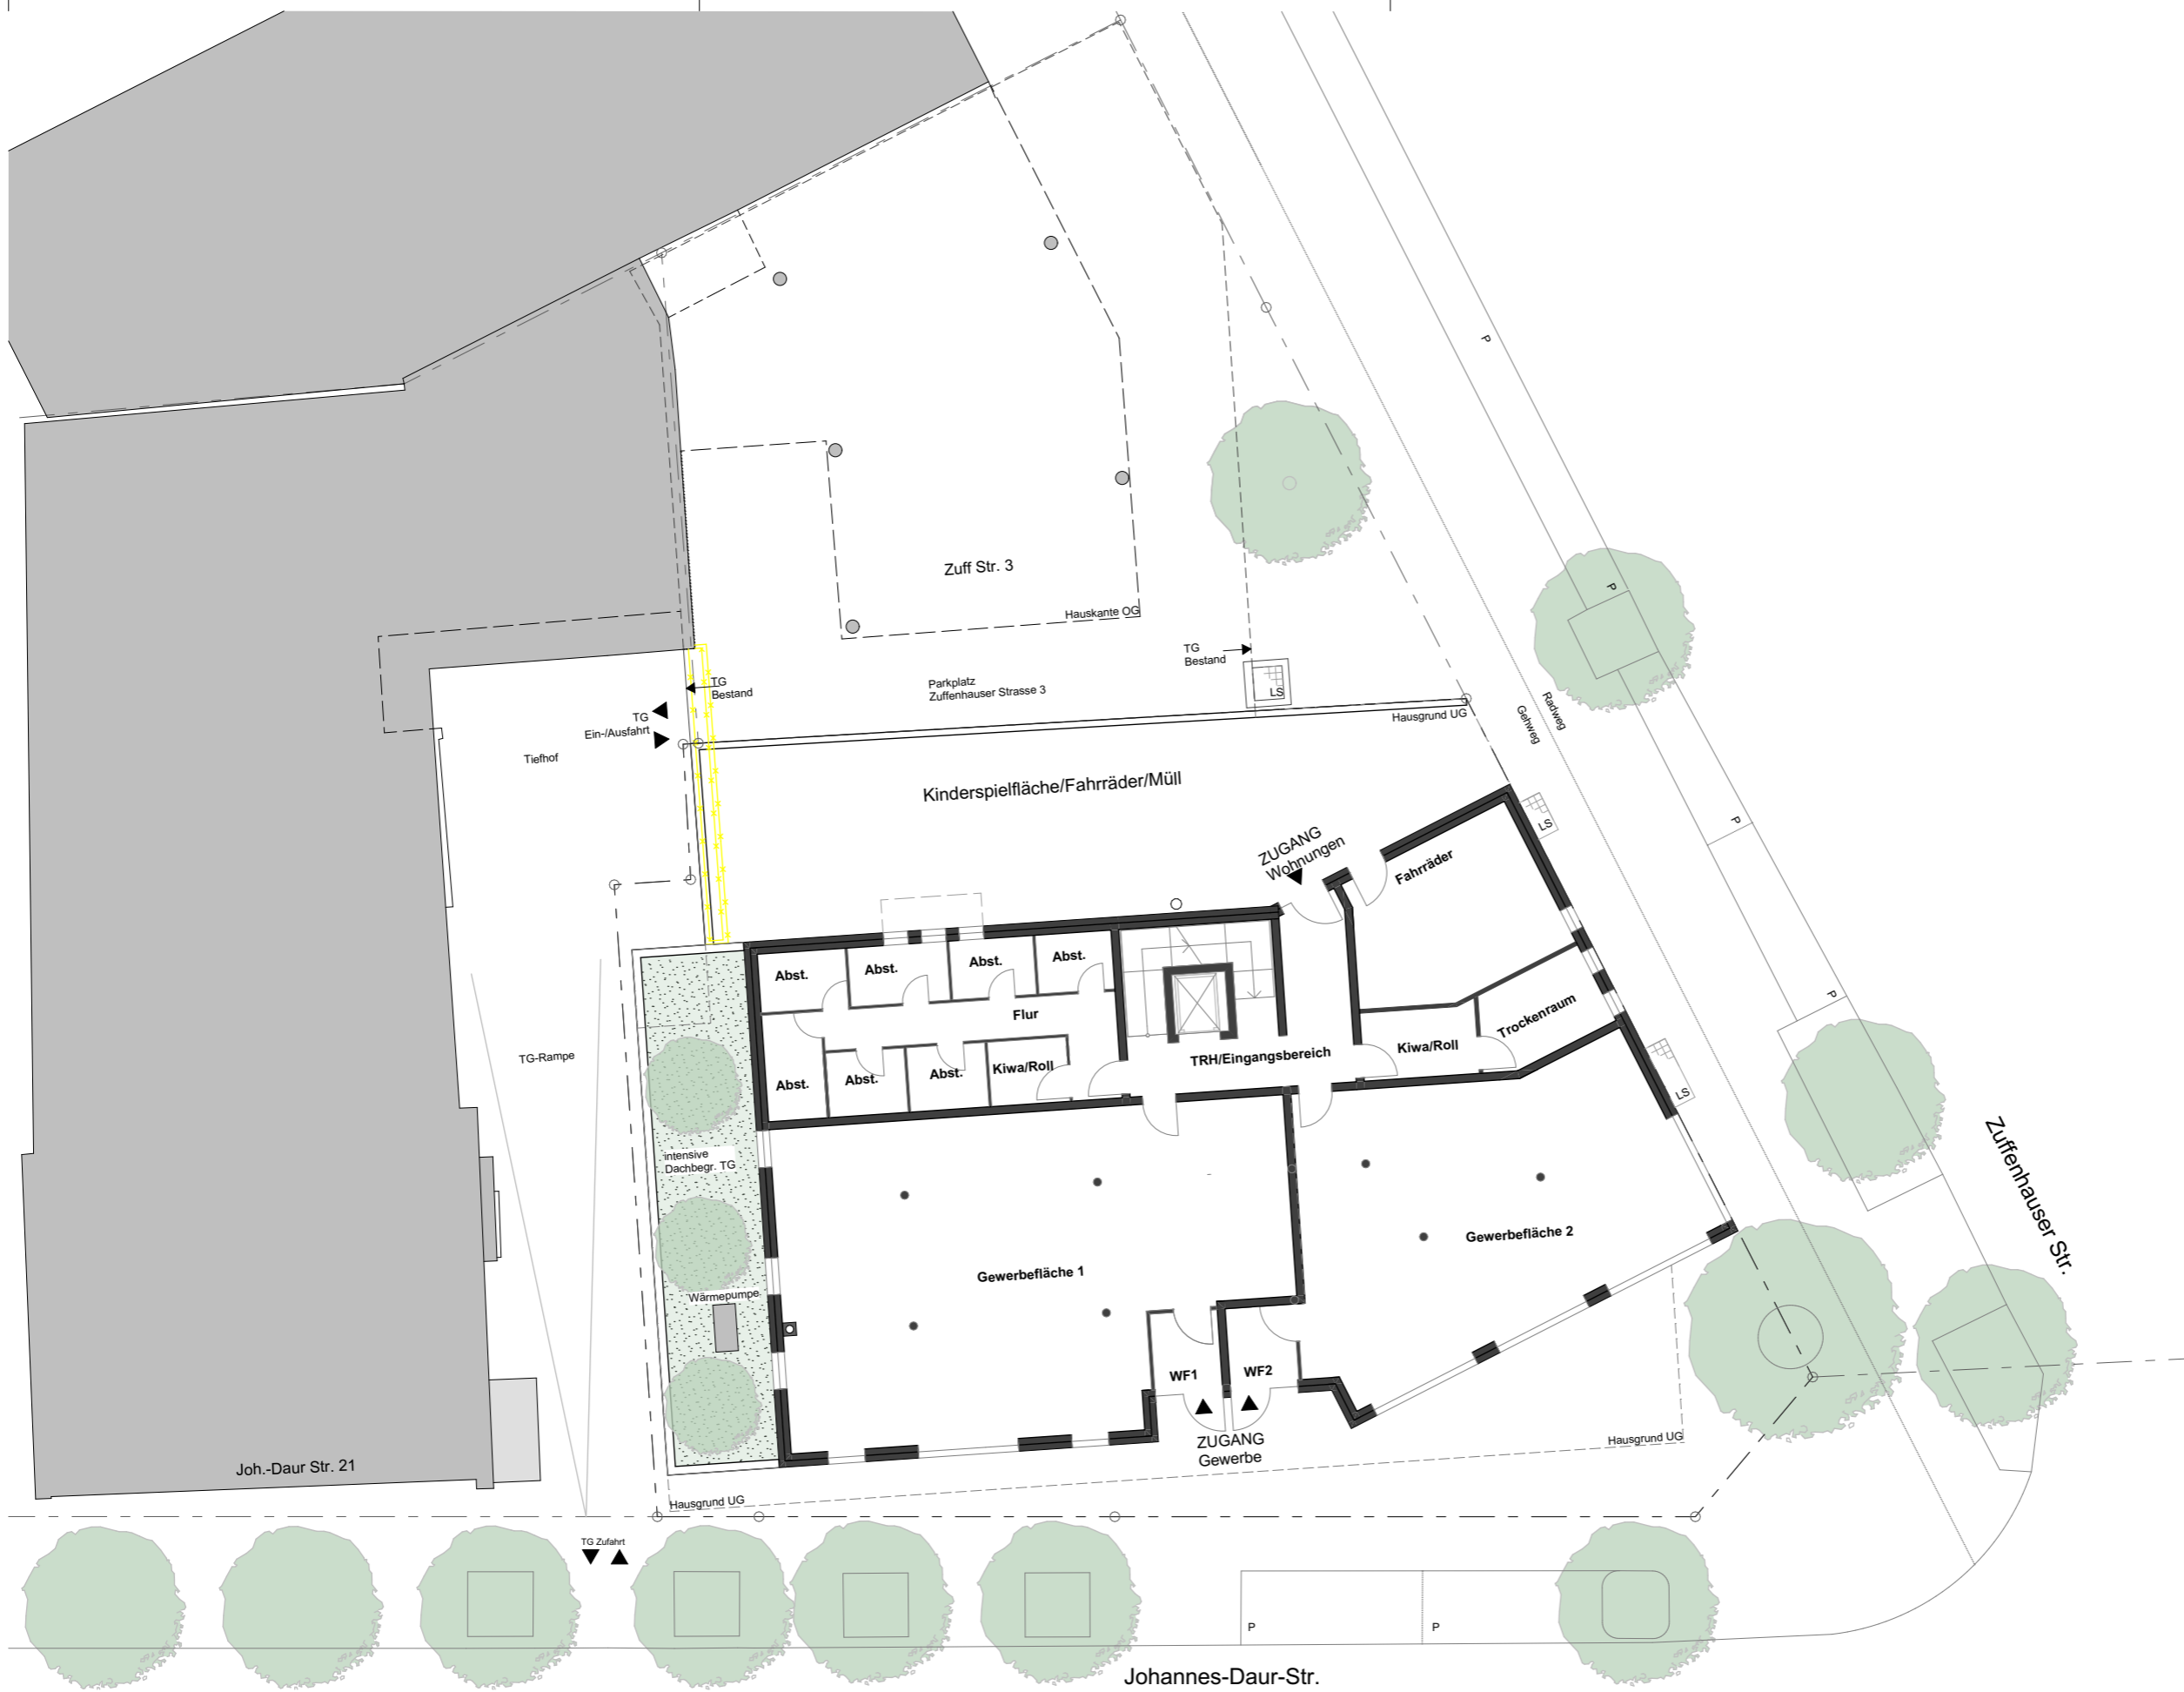 P
P
Zuff Str. 3
Hauskante OG
TG
Bestand
LS
TG
Bestand
Parkplatz
Zuffenhauser Strasse 3
Hausgrund UG
Radweg
Gehweg
TG
Ein-/Ausfahrt
Tiefhof
Kinderspielfläche/Fahrräder/Müll
P
LS
ZUGANG
Wohnungen
Fahrräder
Abst.
Abst.
Abst.
Abst.
Flur
P
Trockenraum
TG-Rampe
TRH/Eingangsbereich
Kiwa/Roll
Kiwa/Roll
Abst.
Abst.
Abst.
LS
Zuffenhauser Str.
intensive
Dachbegr. TG
Gewerbefläche 2
Gewerbefläche 1
Wärmepumpe
WF1
WF2
ZUGANG
Gewerbe
Hausgrund UG
Joh.-Daur Str. 21
Hausgrund UG
TG Zufahrt
P
P
Johannes-Daur-Str.